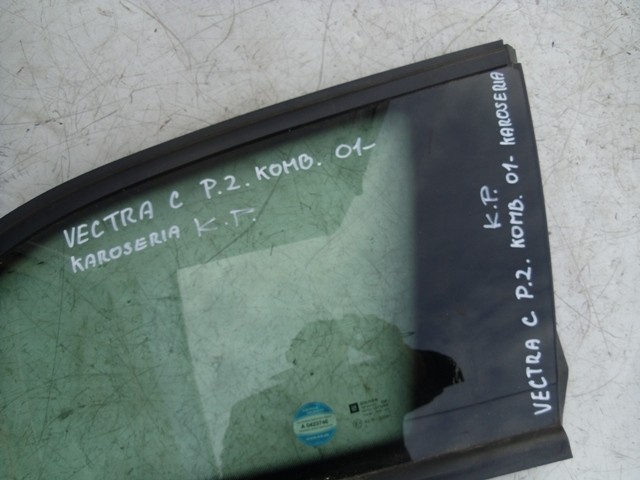 VECTRA C P.2. KOMB. 01-
KAROSERIA K.P.
VECTRA C P.2. KOMB. 01- KAROSERIA
K.P.